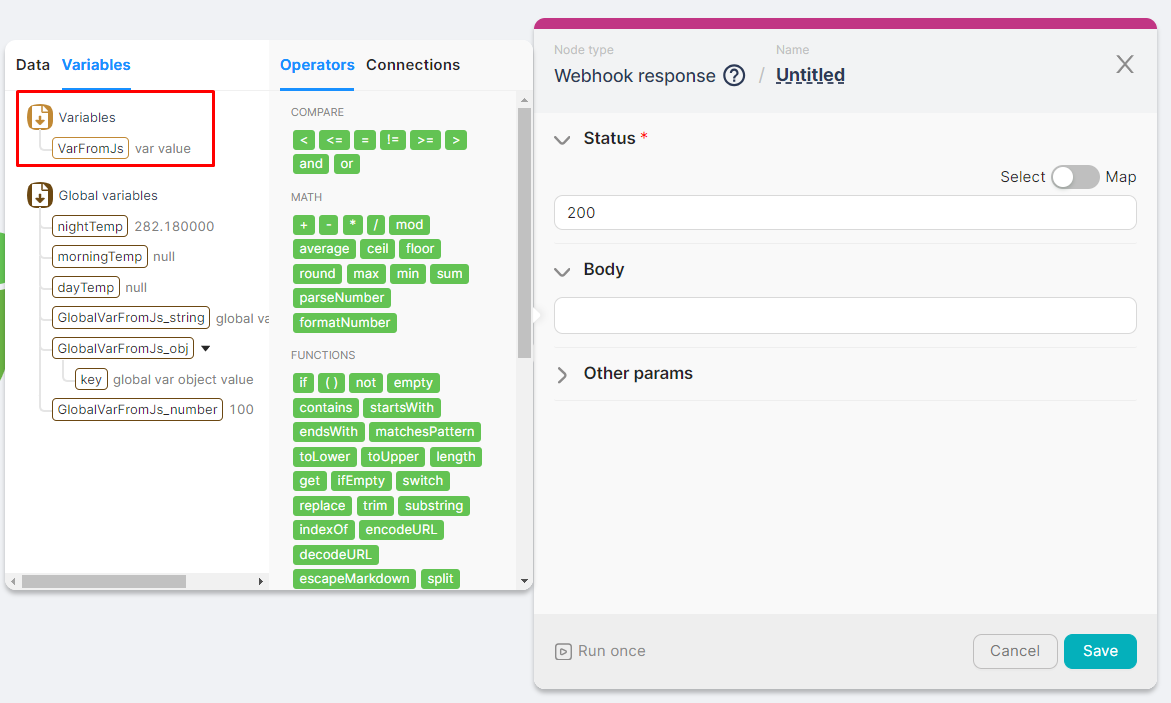 Data Variables
Variables
VarFromJs var value
Global variables
nightTemp 282.180000
morningTemp null
dayTemp null
GlobalVarFromJs_string global va
GlobalVarFromJs_obj
key global var object value
GlobalVarFromJs_number 100
Operators Connections
COMPARE
< <= = != >= >
and or
MATH
+ - * / mod
average ceil floor
round max min sum
parseNumber
formatNumber
FUNCTIONS
if ( ) not empty
contains startsWith
endsWith matchesPattern
toLower toUpper length
get ifEmpty switch
replace trim substring
indexOf encodeURL
decodeURL
escapeMarkdown split
Node type Name
Webhook response ? / Untitled
X
Status *
Select Map
200
Body
Other params
Run once
Cancel Save